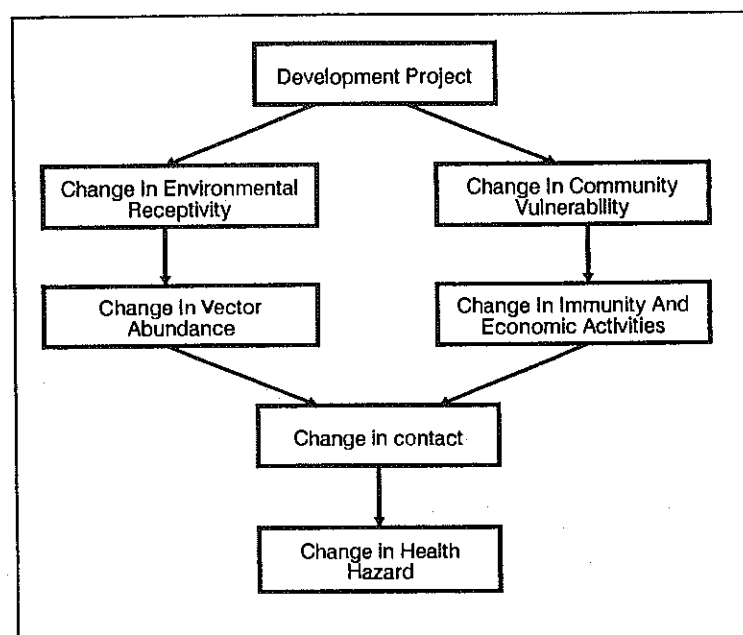 Development Project
Change In Environmental
Receptivity
Change In Community
Vulnerability
Change In Vector
Abundance
Change In Immunity And
Economic Activities
Change in contact
Change in Health
Hazard